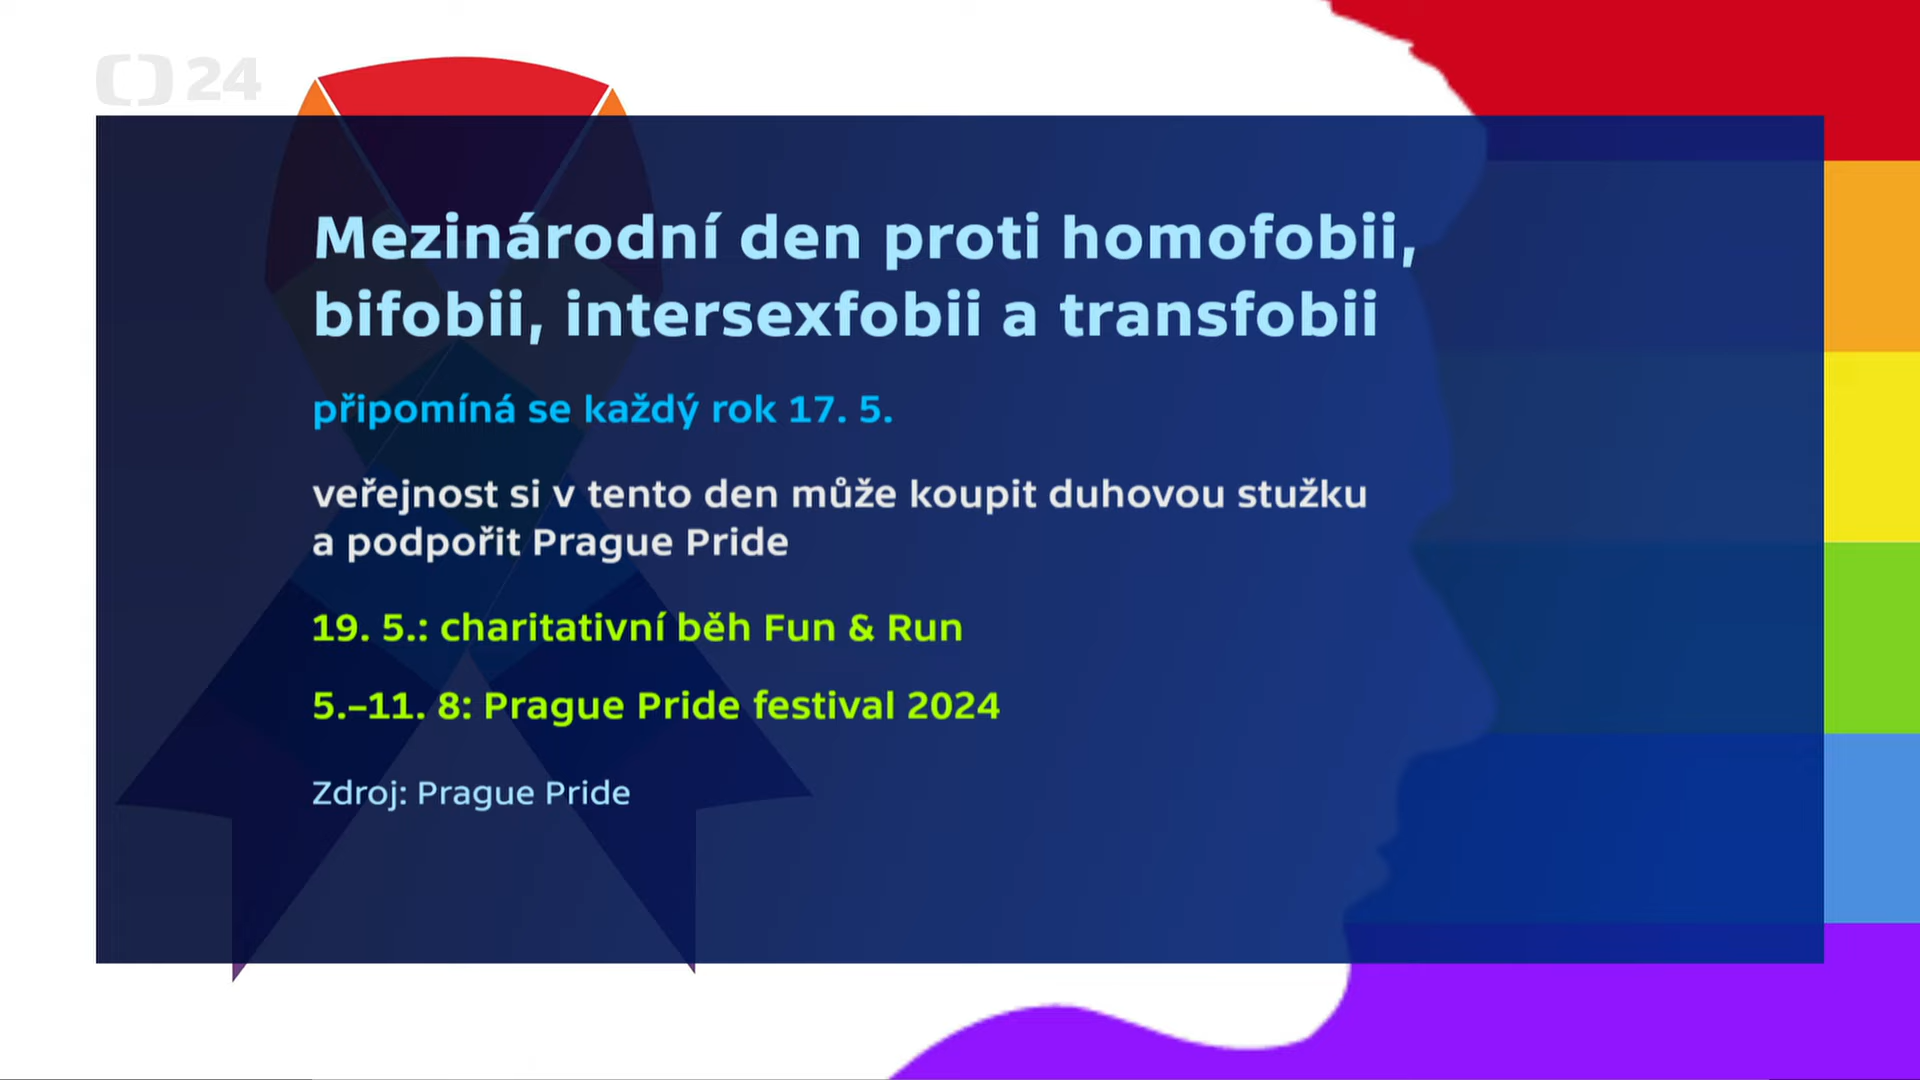 24
Mezinárodní den proti homofobii,
bifobii, intersexfobii a transfobii
připomíná se každý rok 17. 5.
veřejnost si v tento den může koupit duhovou stužku
a podpořit Prague Pride
19. 5.: charitativní běh Fun & Run
5.–11. 8: Prague Pride festival 2024
Zdroj: Prague Pride